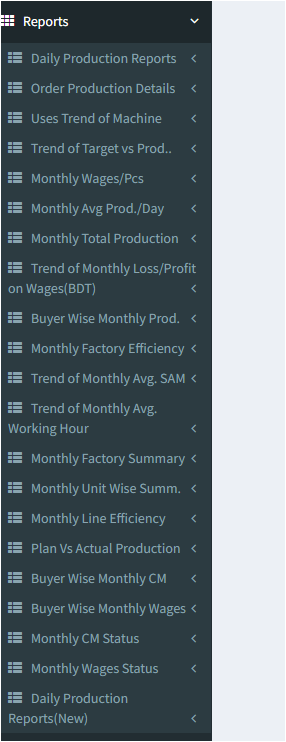 Reports
Daily Production Reports
Order Production Details
Uses Trend of Machine
Trend of Target vs Prod..
Monthly Wages/Pcs
Monthly Avg Prod./Day
Monthly Total Production
Trend of Monthly Loss/Profit
on Wages(BDT)
Buyer Wise Monthly Prod.
Monthly Factory Efficiency
Trend of Monthly Avg. SAM
Trend of Monthly Avg.
Working Hour
Monthly Factory Summary
Monthly Unit Wise Summ.
Monthly Line Efficiency
Plan Vs Actual Production
Buyer Wise Monthly CM
Buyer Wise Monthly Wages
Monthly CM Status
Monthly Wages Status
Daily Production
Reports(New)